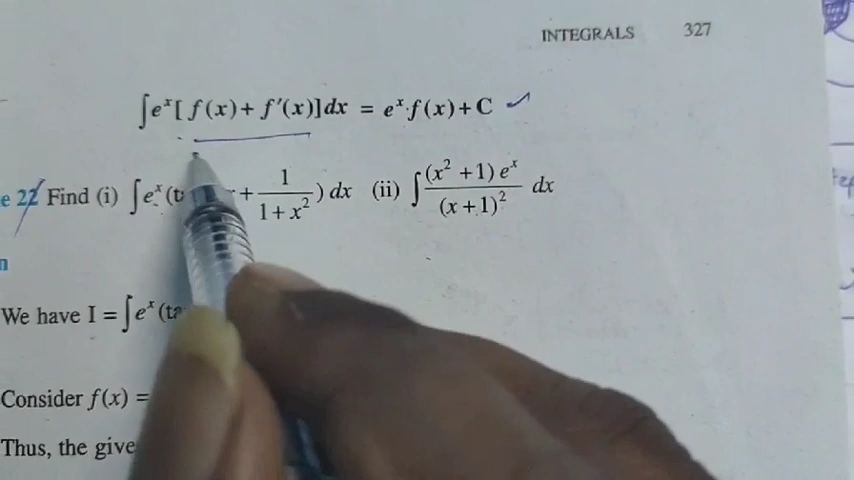 INTEGRALS 327
∫eˣ[f(x) + f'(x)]dx = eˣ f(x) + C
e 22 Find (i) ∫eˣ(t + 1/(1+x²)) dx (ii) ∫(x² +1) eˣ/(x+1)² dx
n
We have I = ∫eˣ(ta
Consider f(x) =
Thus, the give